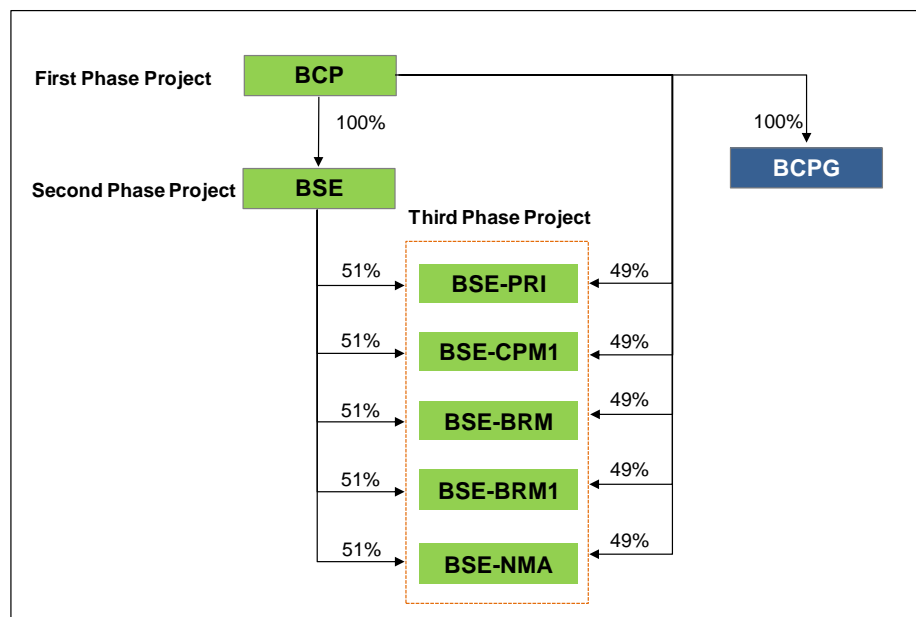 First Phase Project
BCP
100%
100%
BCPG
Second Phase Project
BSE
Third Phase Project
51%
BSE-PRI
49%
51%
BSE-CPM1
49%
51%
BSE-BRM
49%
51%
BSE-BRM1
49%
51%
BSE-NMA
49%